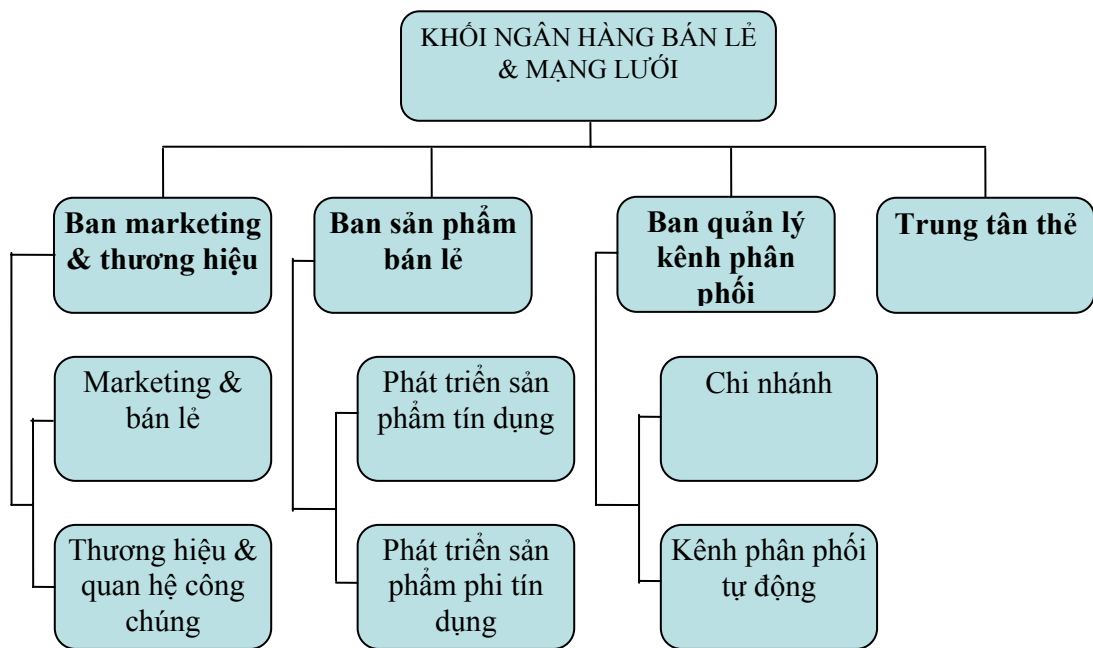 KHỐI NGÂN HÀNG BÁN LẺ
& MẠNG LƯỚI
Ban marketing
& thương hiệu
Ban sản phẩm
bán lẻ
Ban quản lý
kênh phân
phối
Trung tân thẻ
Marketing &
bán lẻ
Phát triển sản
phẩm tín dụng
Chi nhánh
Thương hiệu &
quan hệ công
chúng
Phát triển sản
phẩm phi tín
dụng
Kênh phân phối
tự động